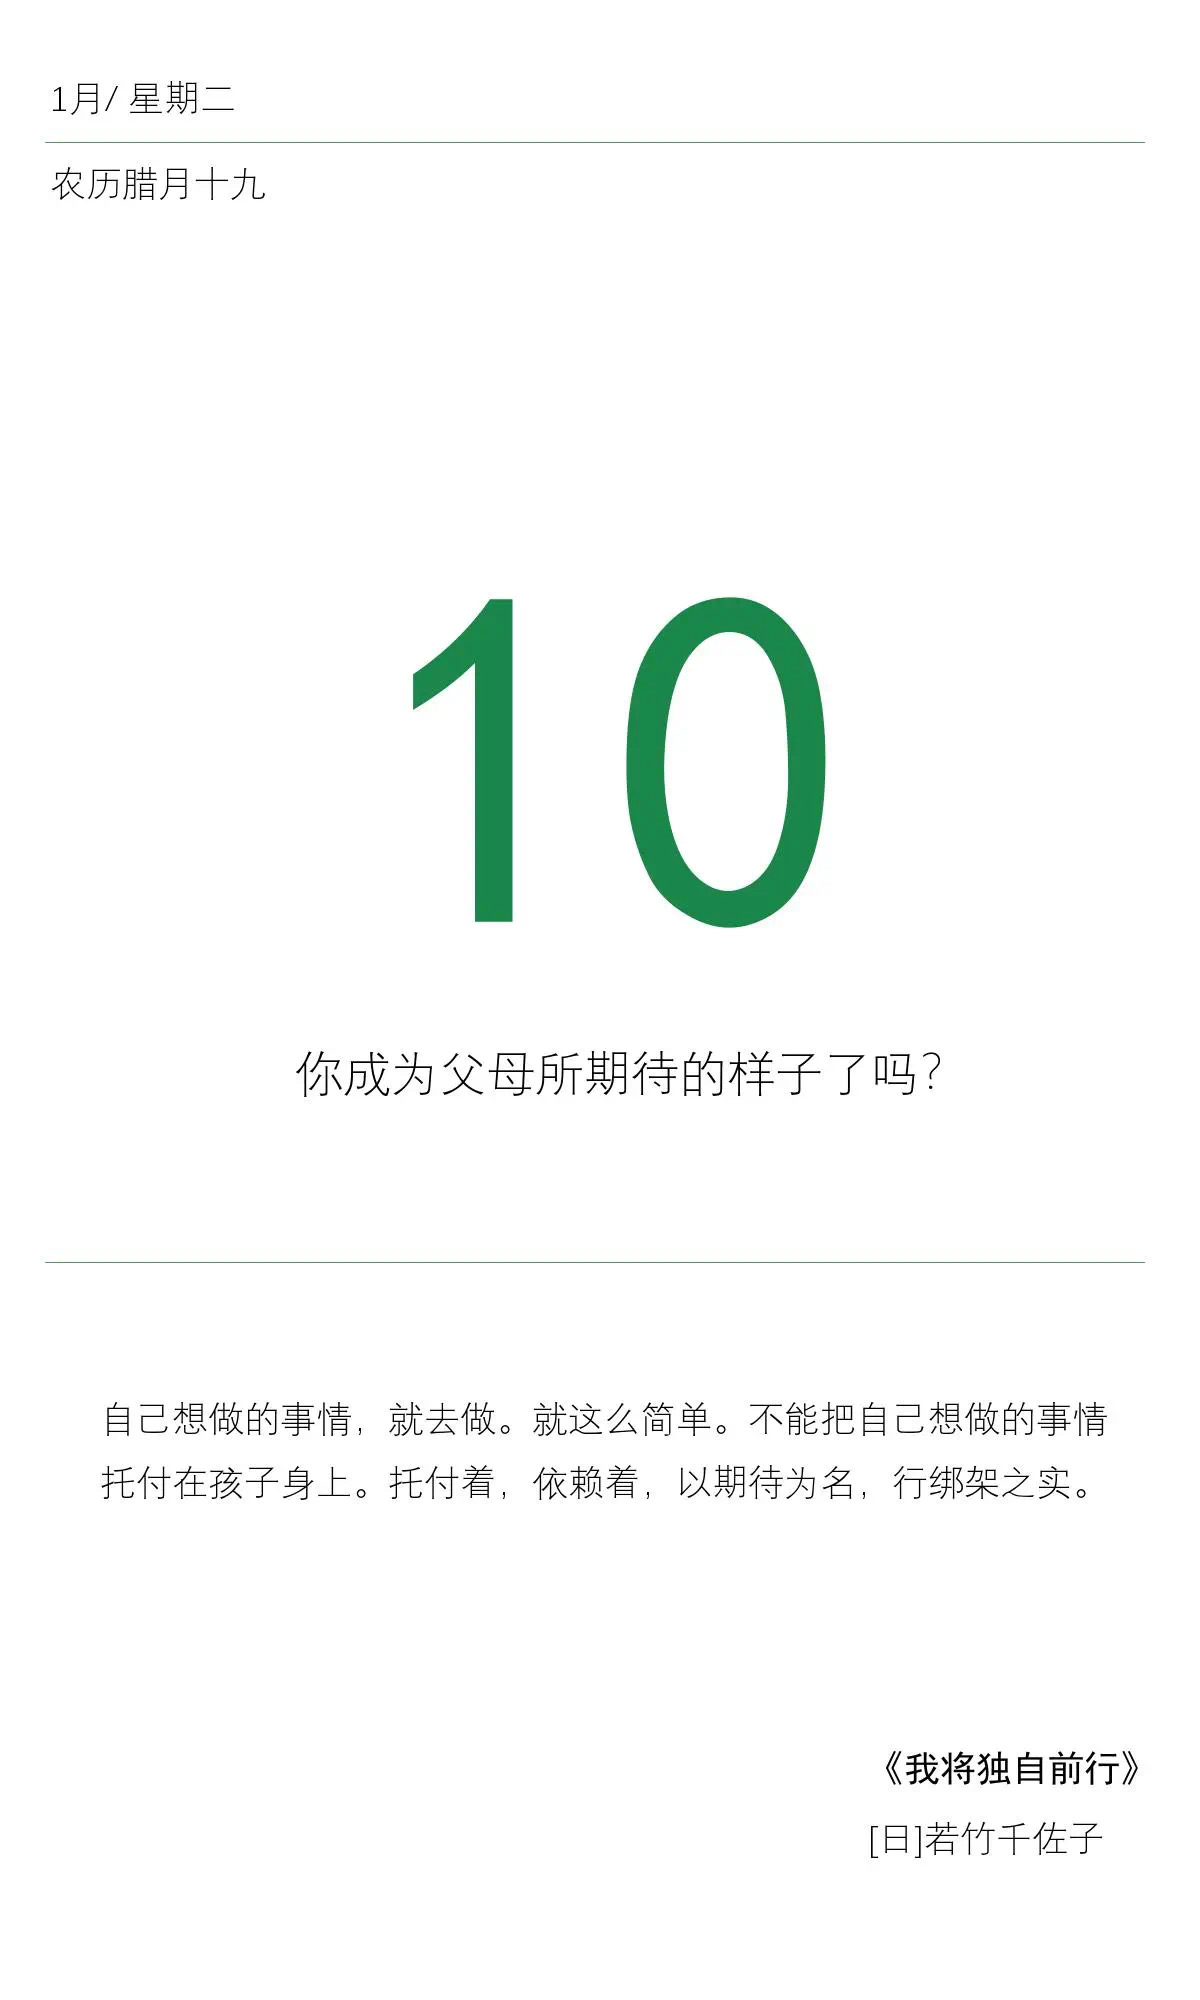 1月/ 星期二
农历腊月十九
10
你成为父母所期待的样子了吗？
自己想做的事情，就去做。就这么简单。不能把自己想做的事情
托付在孩子身上。托付着，依赖着，以期待为名，行绑架之实。
《我将独自前行》
[日]若竹千佐子